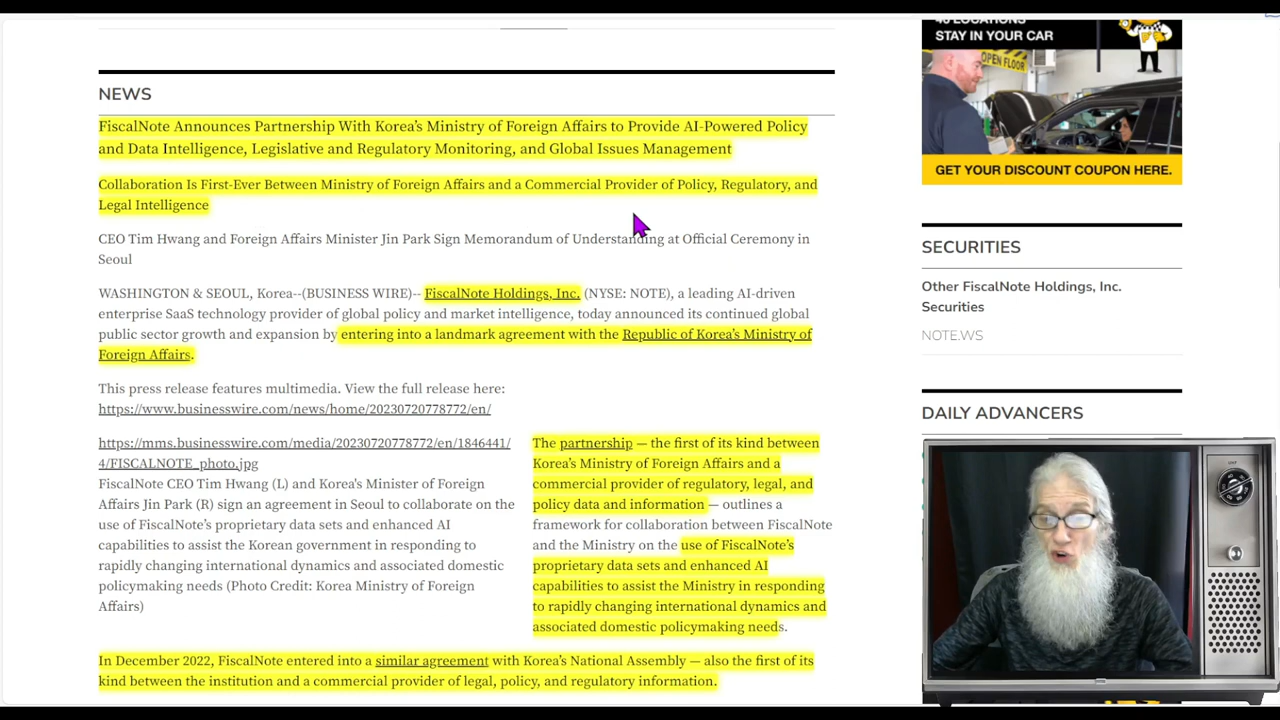 NEWS
FiscalNote Announces Partnership With Korea's Ministry of Foreign Affairs to Provide AI-Powered Policy
and Data Intelligence, Legislative and Regulatory Monitoring, and Global Issues Management
Collaboration Is First-Ever Between Ministry of Foreign Affairs and a Commercial Provider of Policy, Regulatory, and
Legal Intelligence
CEO Tim Hwang and Foreign Affairs Minister Jin Park Sign Memorandum of Understanding at Official Ceremony in
Seoul
WASHINGTON & SEOUL, Korea--(BUSINESS WIRE)-- FiscalNote Holdings, Inc. (NYSE: NOTE), a leading AI-driven
enterprise SaaS technology provider of global policy and market intelligence, today announced its continued global
public sector growth and expansion by entering into a landmark agreement with the Republic of Korea's Ministry of
Foreign Affairs.
This press release features multimedia. View the full release here:
https://www.businesswire.com/news/home/20230720778772/en/
https://mms.businesswire.com/media/20230720778772/en/1846441/
4/FISCALNOTE_photo.jpg
FiscalNote CEO Tim Hwang (L) and Korea's Minister of Foreign
Affairs Jin Park (R) sign an agreement in Seoul to collaborate on the
use of FiscalNote's proprietary data sets and enhanced AI
capabilities to assist the Korean government in responding to
rapidly changing international dynamics and associated domestic
policymaking needs (Photo Credit: Korea Ministry of Foreign
Affairs)
The partnership — the first of its kind between
Korea's Ministry of Foreign Affairs and a
commercial provider of regulatory, legal, and
policy data and information — outlines a
framework for collaboration between FiscalNote
and the Ministry on the use of FiscalNote's
proprietary data sets and enhanced AI
capabilities to assist the Ministry in responding
to rapidly changing international dynamics and
associated domestic policymaking needs.
In December 2022, FiscalNote entered into a similar agreement with Korea's National Assembly — also the first of its
kind between the institution and a commercial provider of legal, policy, and regulatory information.
LOCATIONS
STAY IN YOUR CAR
OPEN FLOOR
GET YOUR DISCOUNT COUPON HERE.
SECURITIES
Other FiscalNote Holdings, Inc.
Securities
NOTE.WS
DAILY ADVANCERS